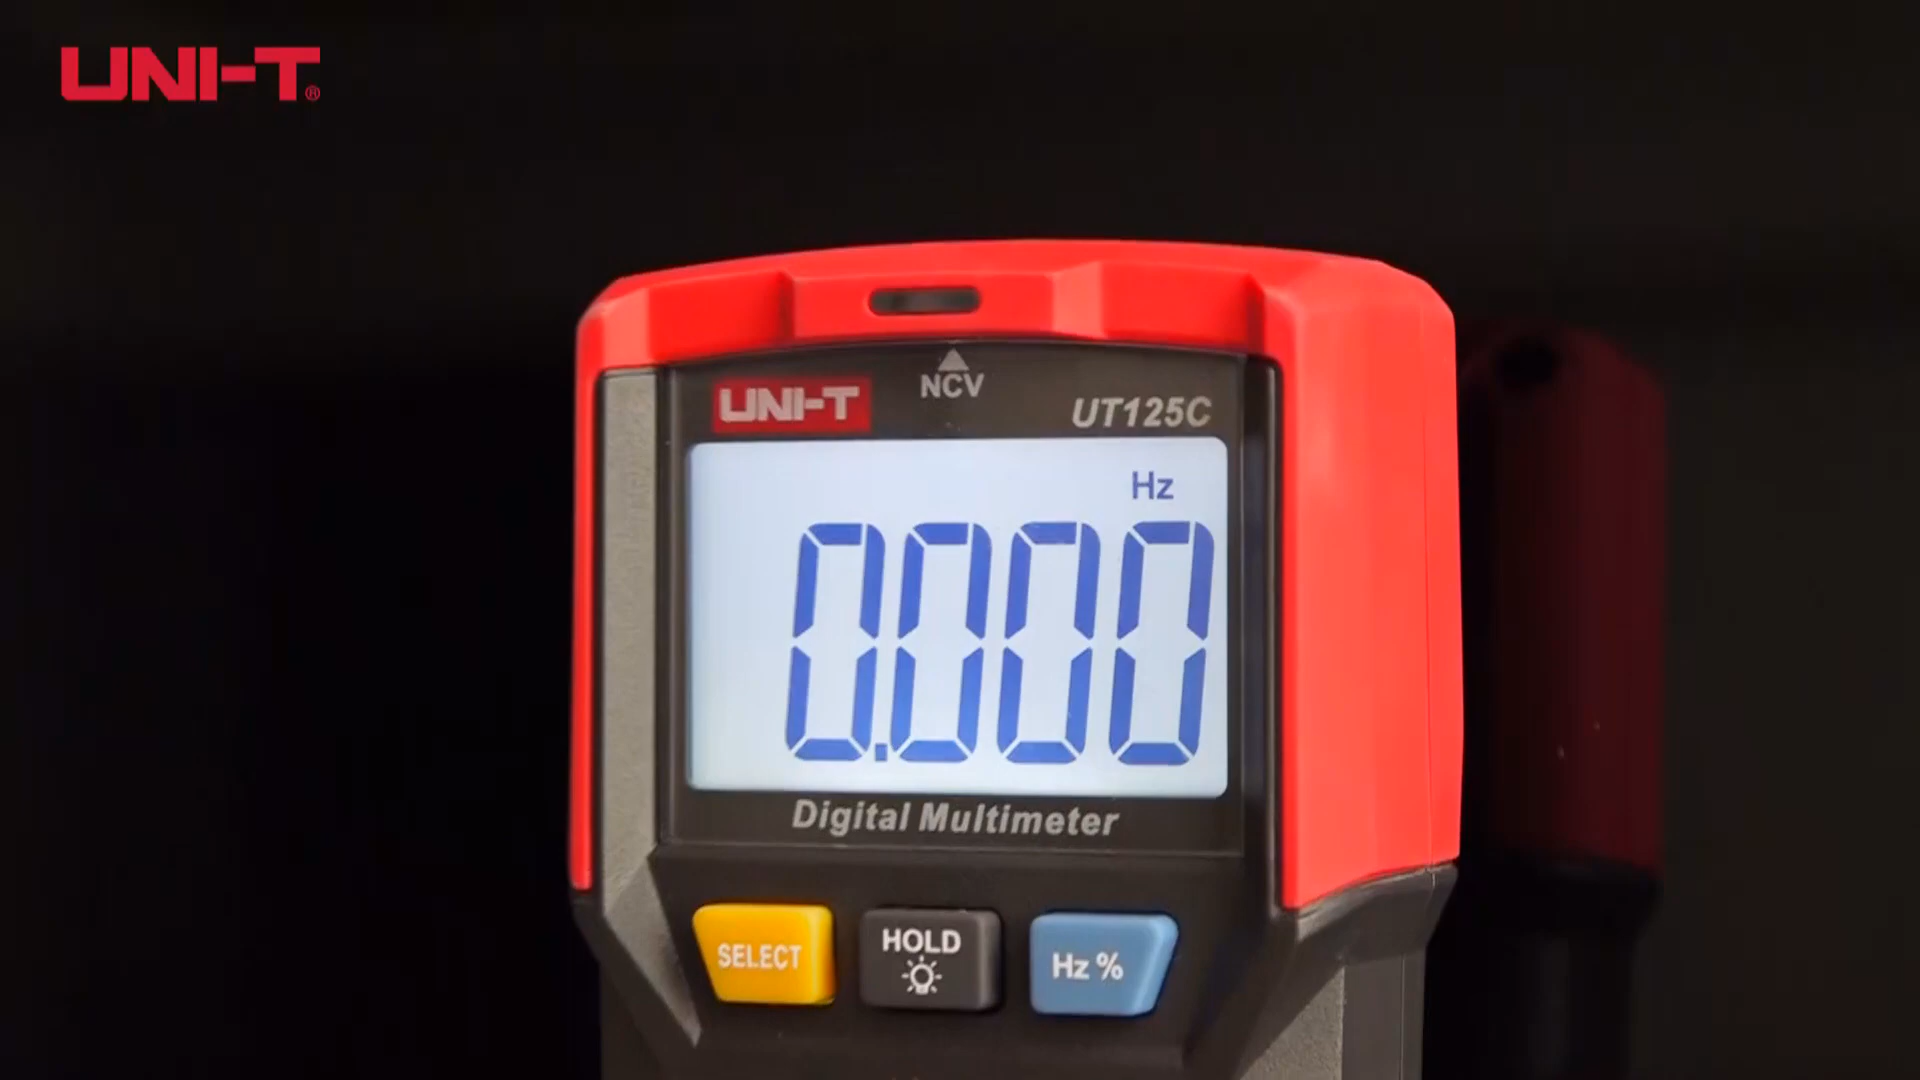 UNI-T®
NCV
UNI-T
UT125C
Hz
0.000
Digital Multimeter
SELECT
HOLD
Hz %